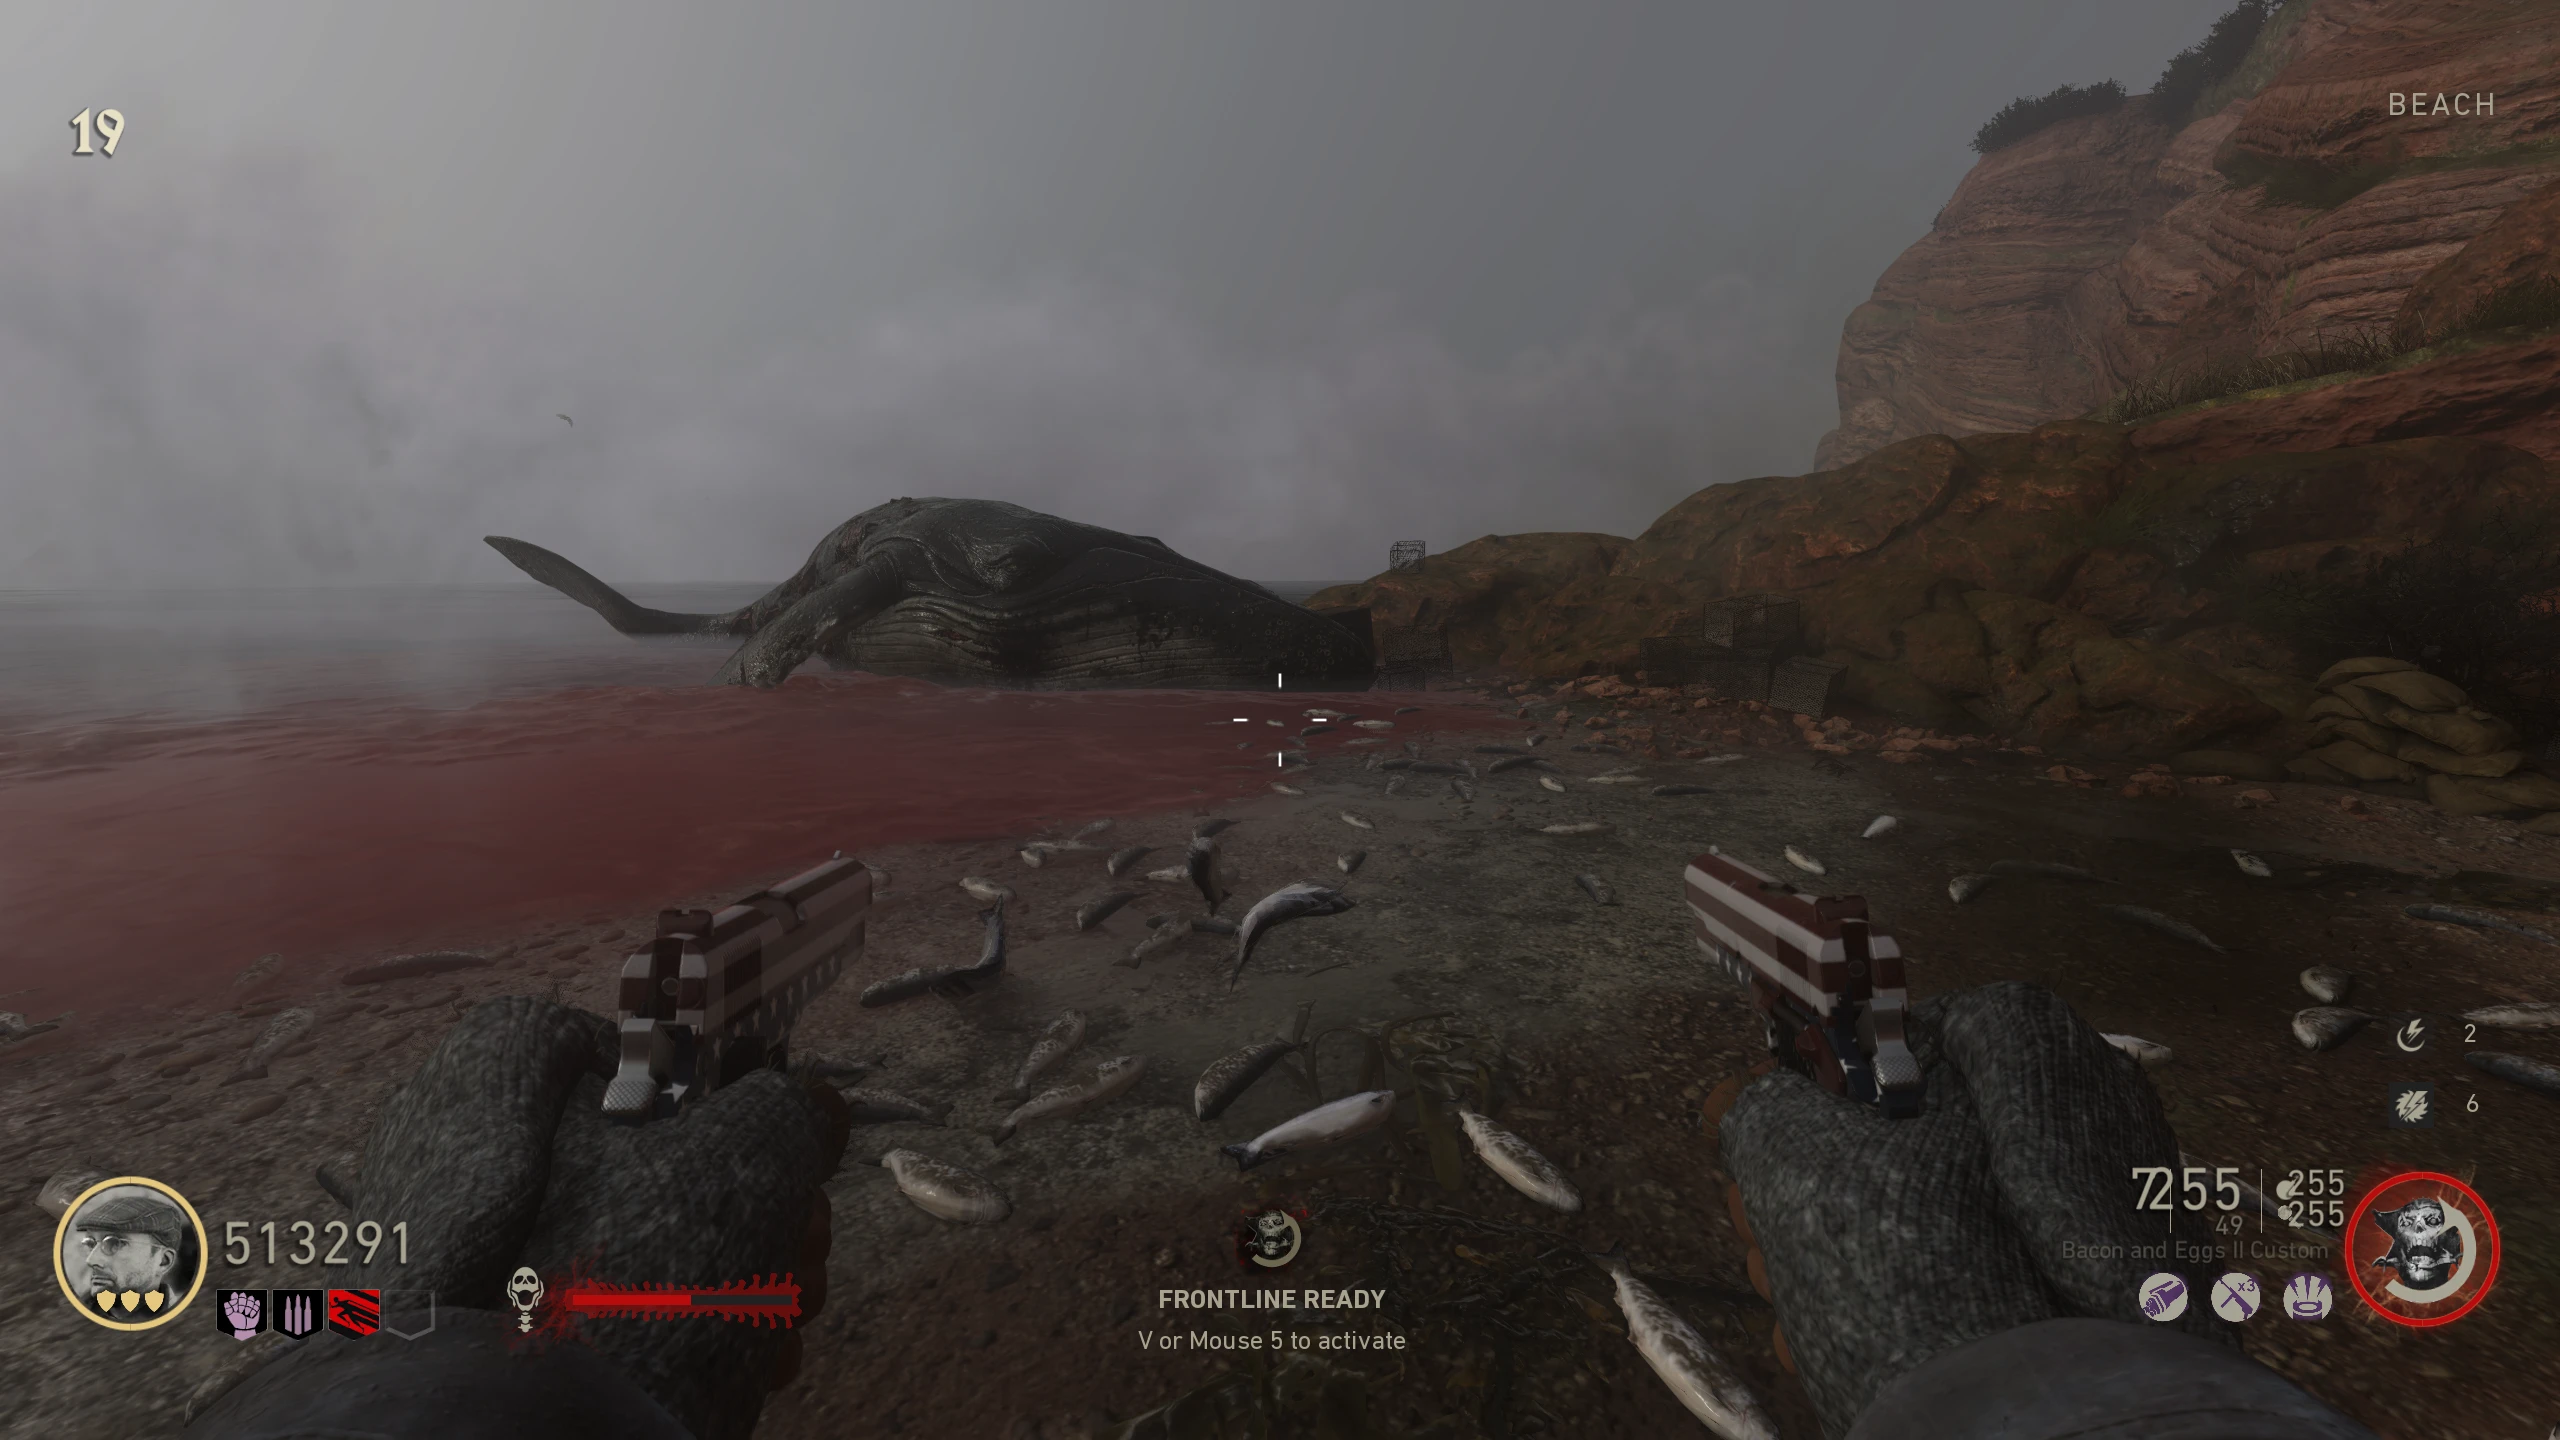 19
BEACH
2
6
513291
7255
49
255
255
Bacon and Eggs II Custom
x3
FRONTLINE READY
V or Mouse 5 to activate